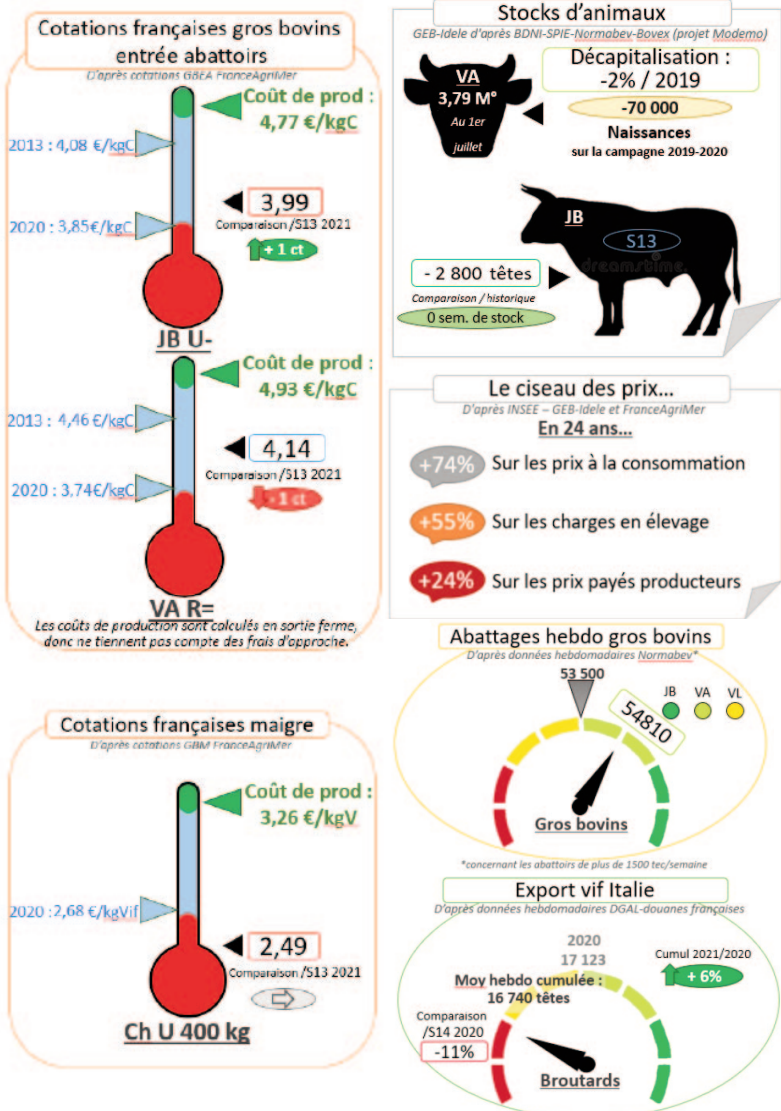 Cotations françaises gros bovins
entrée abattoirs
D'après cotations GBEA FranceAgriMer
Coût de prod :
4,77 €/kgC
2013 : 4,08 €/kgC
3,99
Comparaison /S13 2021
+ 1 ct
2020 : 3,85€/kgC
JB U-
Coût de prod :
4,93 €/kgC
2013 : 4,46 €/kgC
4,14
Comparaison /S13 2021
- 1 ct
2020 : 3,74€/kgC
VA R=
Les coûts de production sont calculés en sortie ferme,
donc ne tiennent pas compte des frais d'approche.
Cotations françaises maigre
D'après cotations GBM FranceAgriMer
Coût de prod :
3,26 €/kgV
2020 :2,68 €/kgVif
2,49
Comparaison /S13 2021
Ch U 400 kg
Stocks d'animaux
GEB-Idele d'après BDNI-SPIE-Normabev-Bovex (projet Modemo)
VA
3,79 M°
Au 1er
juillet
Décapitalisation :
-2% / 2019
-70 000
Naissances
sur la campagne 2019-2020
JB
S13
dreamstime.
- 2 800 têtes
Comparaison / historique
0 sem. de stock
Le ciseau des prix...
D'après INSEE – GEB-Idele et FranceAgriMer
En 24 ans...
+74% Sur les prix à la consommation
+55% Sur les charges en élevage
+24% Sur les prix payés producteurs
Abattages hebdo gros bovins
D'après données hebdomadaires Normabev*
53 500
54810
JB VA VL
Gros bovins
*concernant les abattoirs de plus de 1500 tec/semaine
Export vif Italie
D'après données hebdomadaires DGAL-douanes françaises
2020
17 123
Cumul 2021/2020
+ 6%
Moy hebdo cumulée :
16 740 têtes
Comparaison
/S14 2020
-11%
Broutards